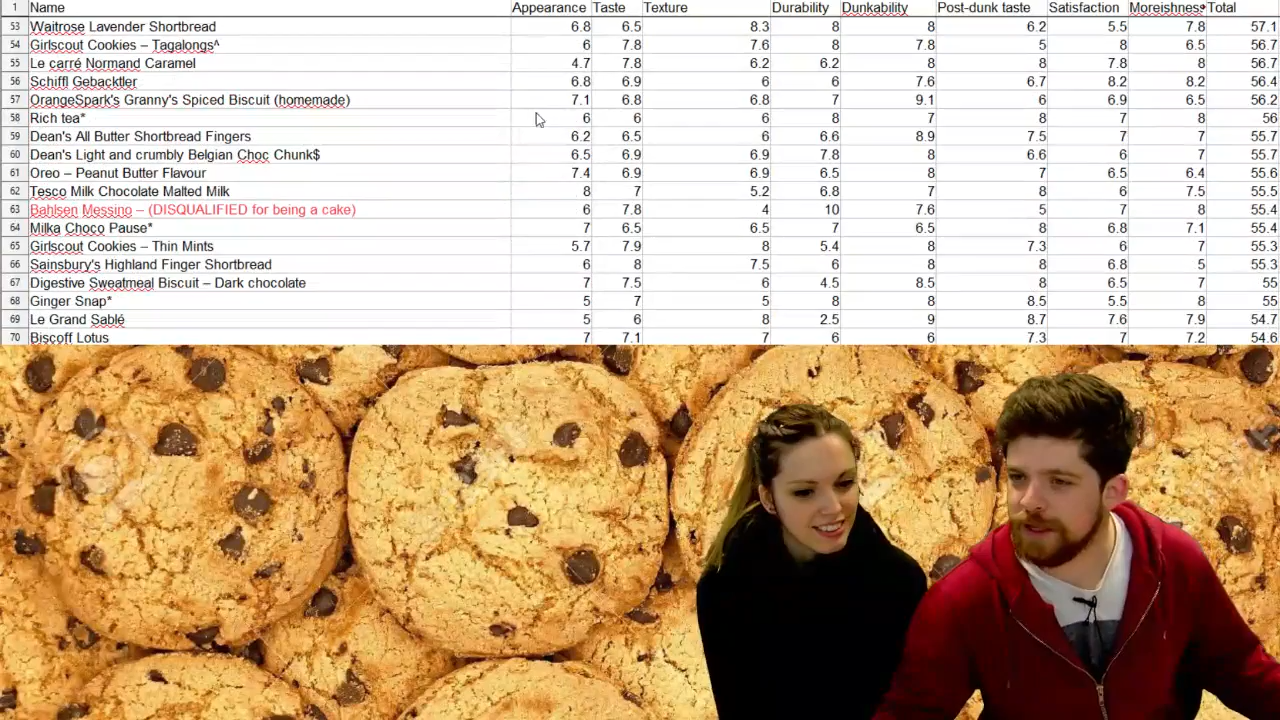 1 Name Appearance Taste Texture Durability Dunkability Post-dunk taste Satisfaction Moreishnes Total
53 Waitrose Lavender Shortbread 6.8 6.5 8.3 8 8 6.2 5.5 7.8 57.1
54 Girlscout Cookies – Tagalongs^ 6 7.8 7.6 8 7.8 5 8 6.5 56.7
55 Le carré Normand Caramel 4.7 7.8 6.2 6.2 8 8 7.8 8 56.7
56 Schiffl Gebacktler 6.8 6.9 6 6 7.6 6.7 8.2 8.2 56.4
57 OrangeSpark's Granny's Spiced Biscuit (homemade) 7.1 6.8 6.8 7 9.1 6 6.9 6.5 56.2
58 Rich tea* 6 6 6 8 7 8 7 8 56
59 Dean's All Butter Shortbread Fingers 6.2 6.5 6 6.6 8.9 7.5 7 7 55.7
60 Dean's Light and crumbly Belgian Choc Chunk$ 6.5 6.9 6.9 7.8 8 6.6 6 7 55.7
61 Oreo – Peanut Butter Flavour 7.4 6.9 6.9 6.5 8 7 6.5 6.4 55.6
62 Tesco Milk Chocolate Malted Milk 8 7 5.2 6.8 7 8 6 7.5 55.5
63 Bahlsen Messino – (DISQUALIFIED for being a cake) 6 7.8 4 10 7.6 5 7 8 55.4
64 Milka Choco Pause* 7 6.5 6.5 7 6.5 8 6.8 7.1 55.4
65 Girlscout Cookies – Thin Mints 5.7 7.9 8 5.4 8 7.3 6 7 55.3
66 Sainsbury's Highland Finger Shortbread 6 8 7.5 6 8 8 6.8 5 55.3
67 Digestive Sweatmeal Biscuit – Dark chocolate 7 7.5 6 4.5 8.5 8 6.5 7 55
68 Ginger Snap* 5 7 5 8 8 8.5 5.5 8 55
69 Le Grand Sablé 5 6 8 2.5 9 8.7 7.6 7.9 54.7
70 Biscoff Lotus 7 7.1 7 6 6 7.3 7 7.2 54.6